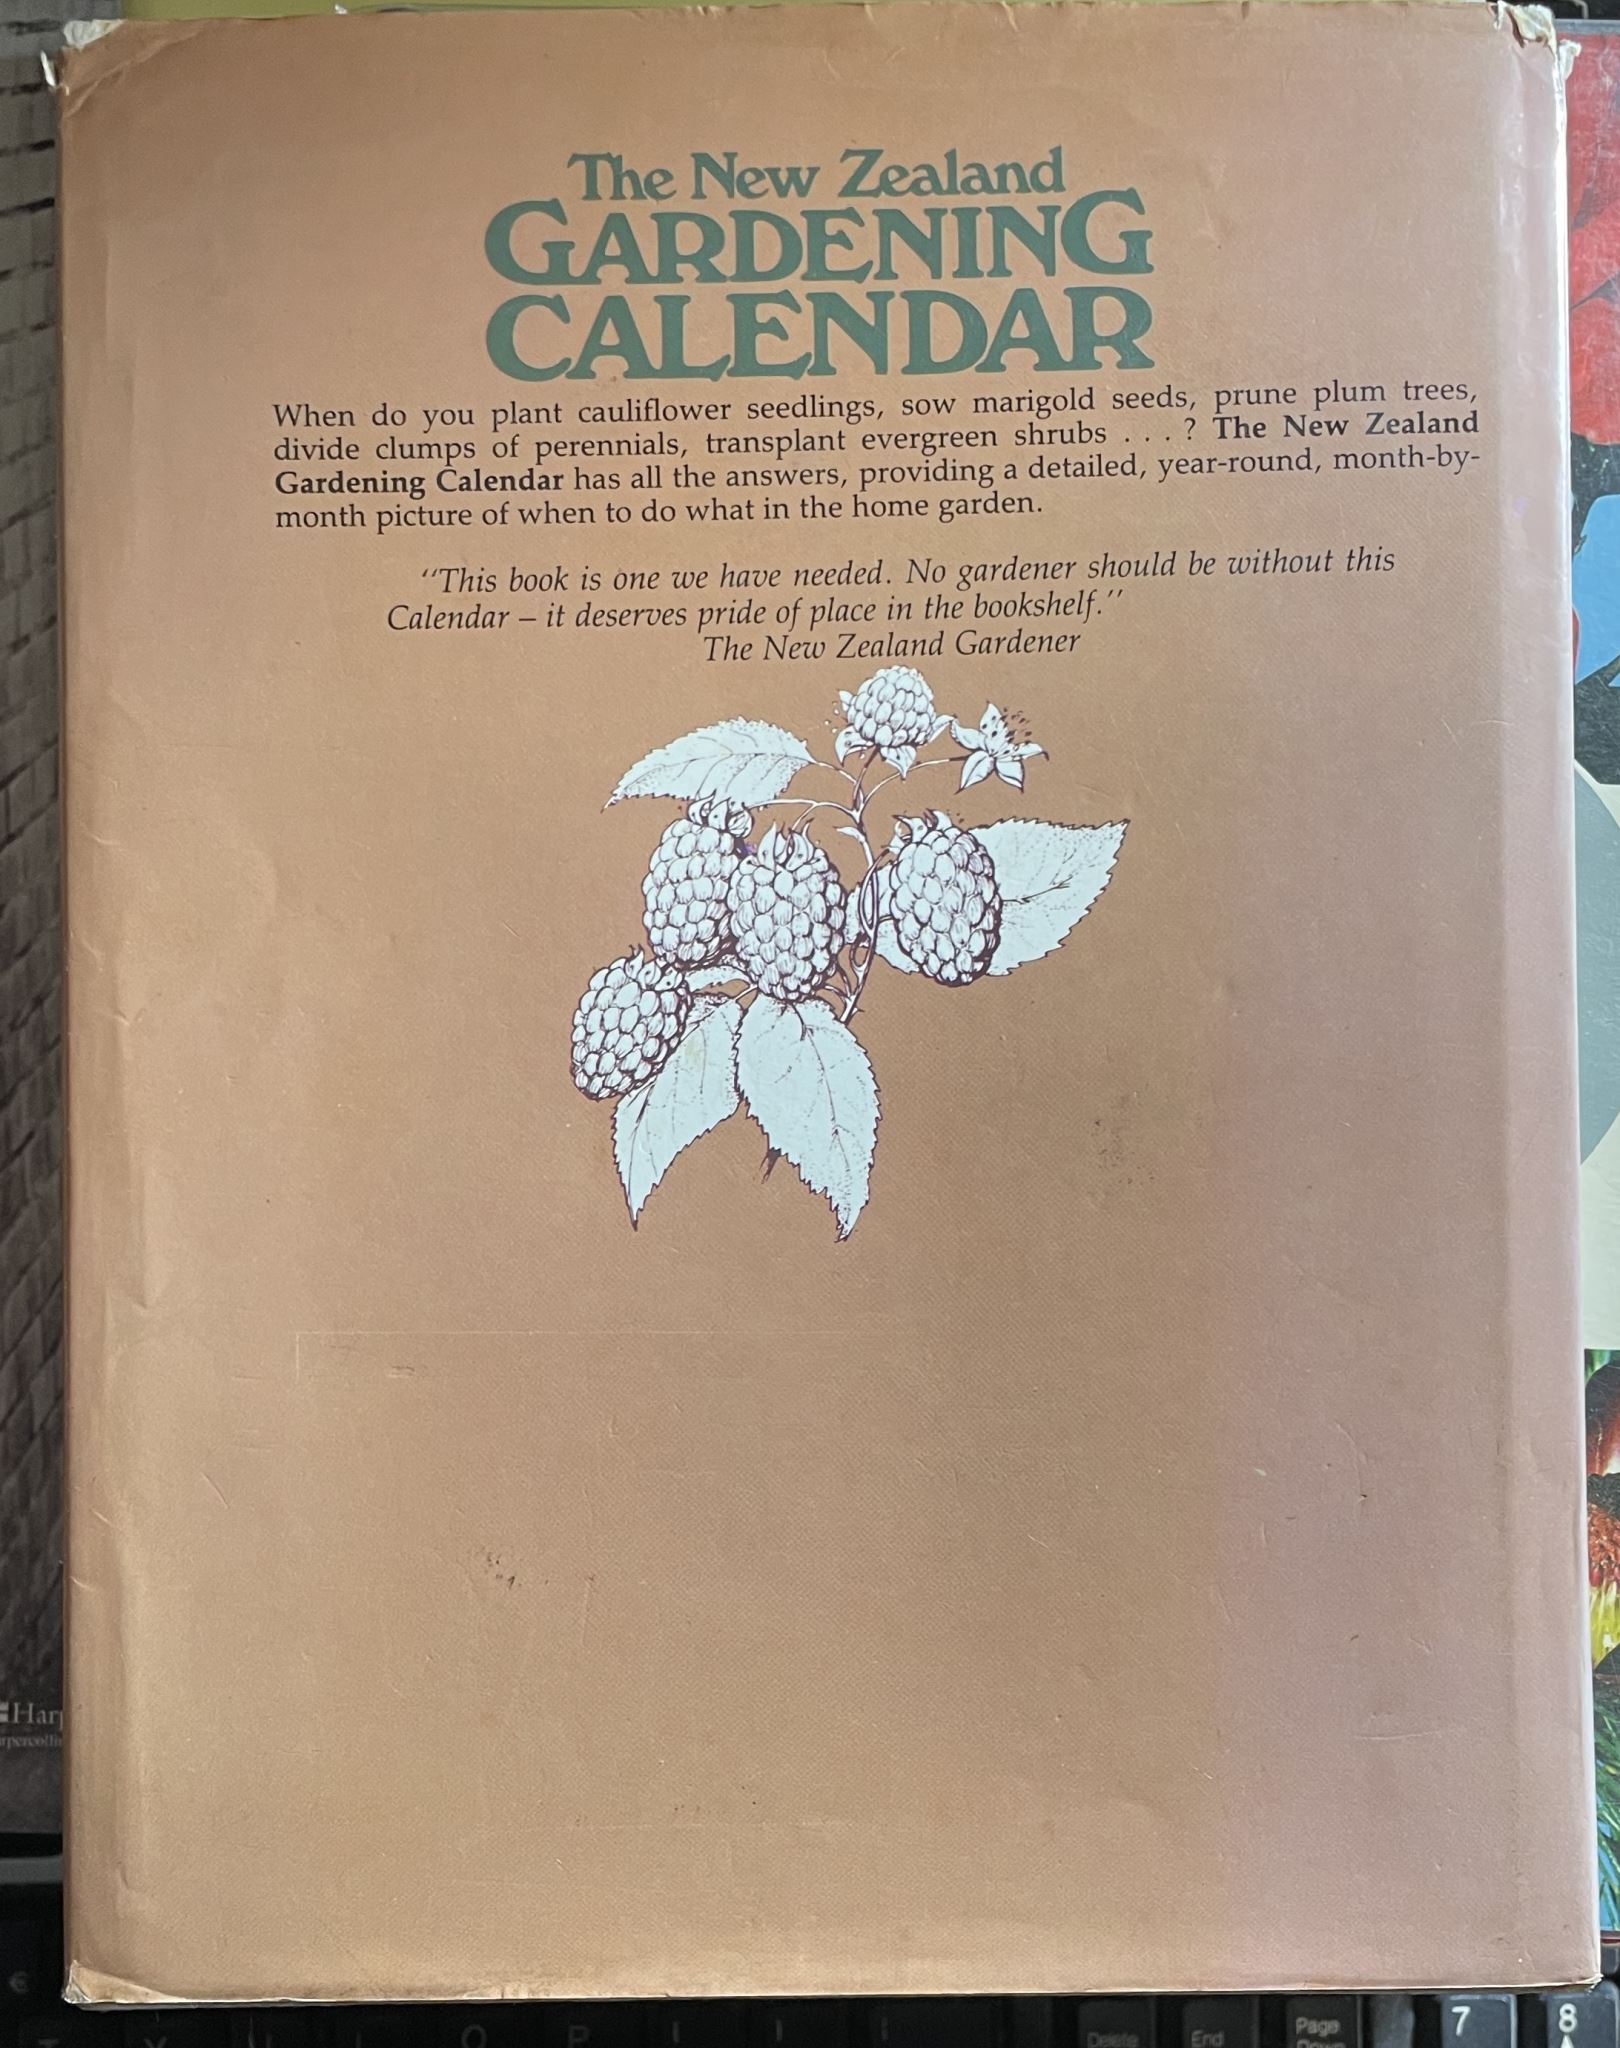 The New Zealand
GARDENING
CALENDAR
When do you plant cauliflower seedlings, sow marigold seeds, prune plum trees,
divide clumps of perennials, transplant evergreen shrubs . . . ? The New Zealand
Gardening Calendar has all the answers, providing a detailed, year-round, month-by-
month picture of when to do what in the home garden.
‘‘This book is one we have needed. No gardener should be without this
Calendar – it deserves pride of place in the bookshelf.’’
The New Zealand Gardener
Delete
End
Page
7
8